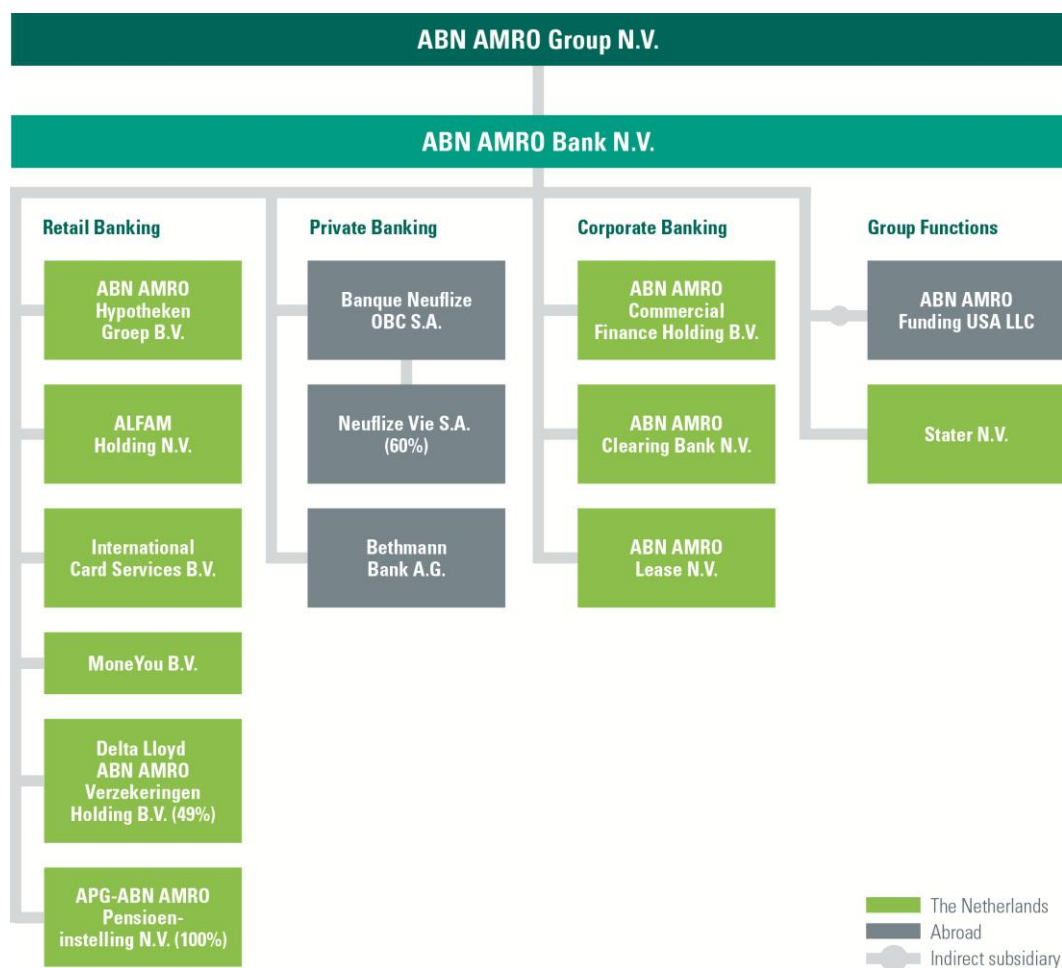 ABN AMRO Group N.V.
ABN AMRO Bank N.V.
Retail Banking
ABN AMRO
Hypotheken
Groep B.V.
ALFAM
Holding N.V.
International
Card Services B.V.
MoneYou B.V.
Delta Lloyd
ABN AMRO
Verzekeringen
Holding B.V. (49%)
APG-ABN AMRO
Pensioen-
instelling N.V. (100%)
Private Banking
Banque Neuflize
OBC S.A.
Neuflize Vie S.A.
(60%)
Bethmann
Bank A.G.
Corporate Banking
ABN AMRO
Commercial
Finance Holding B.V.
ABN AMRO
Clearing Bank N.V.
ABN AMRO
Lease N.V.
Group Functions
ABN AMRO
Funding USA LLC
Stater N.V.
The Netherlands
Abroad
Indirect subsidiary